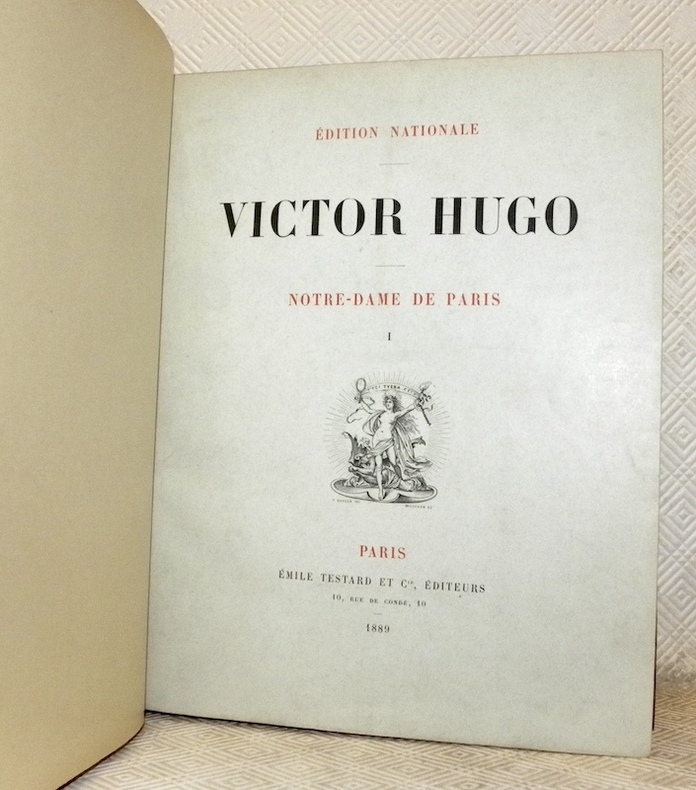 ÉDITION NATIONALE
VICTOR HUGO
NOTRE-DAME DE PARIS
I
PARIS
ÉMILE TESTARD ET Cie, ÉDITEURS
10, RUE DE CONDÉ, 10
1889